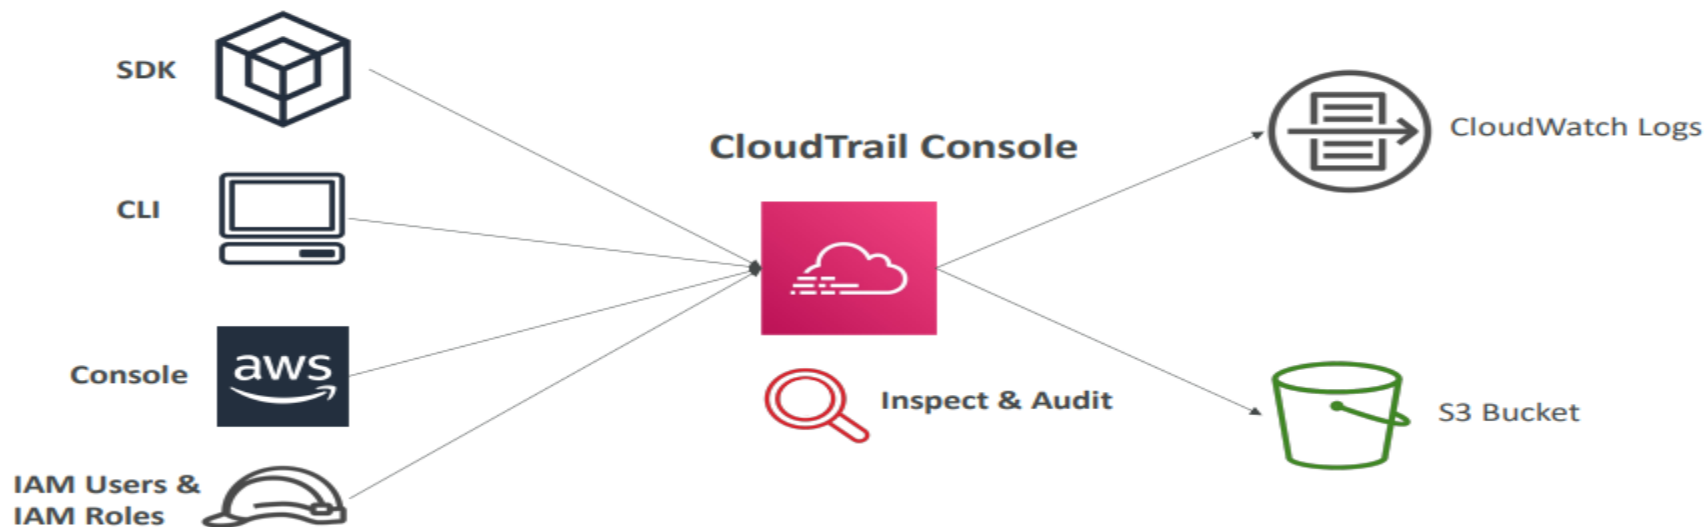 SDK
CloudTrail Console
CloudWatch Logs
CLI
Console
aws
Inspect & Audit
S3 Bucket
IAM Users &
IAM Roles